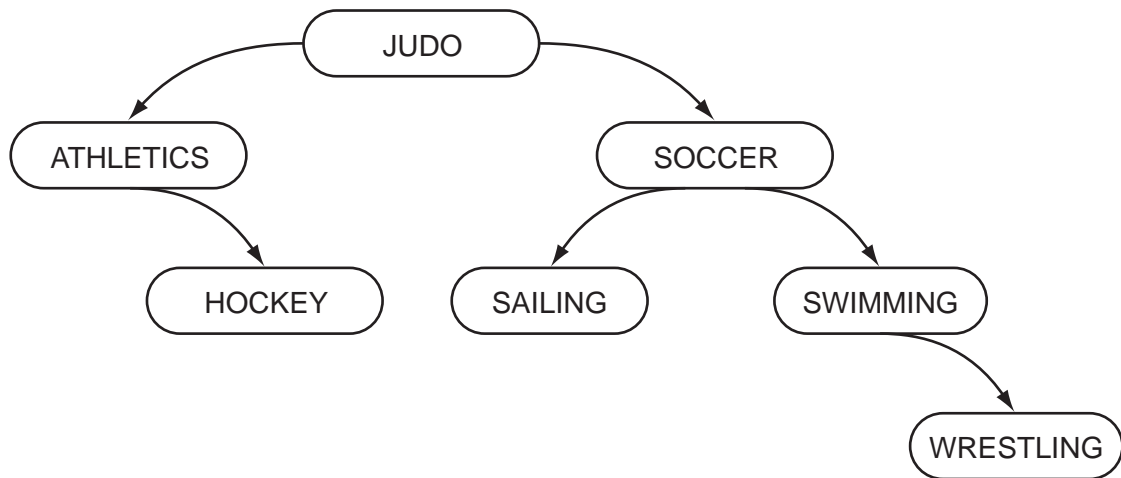 JUDO
ATHLETICS
SOCCER
HOCKEY
SAILING
SWIMMING
WRESTLING